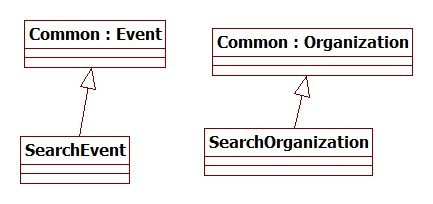 Common : Event
Common : Organization
SearchEvent
SearchOrganization